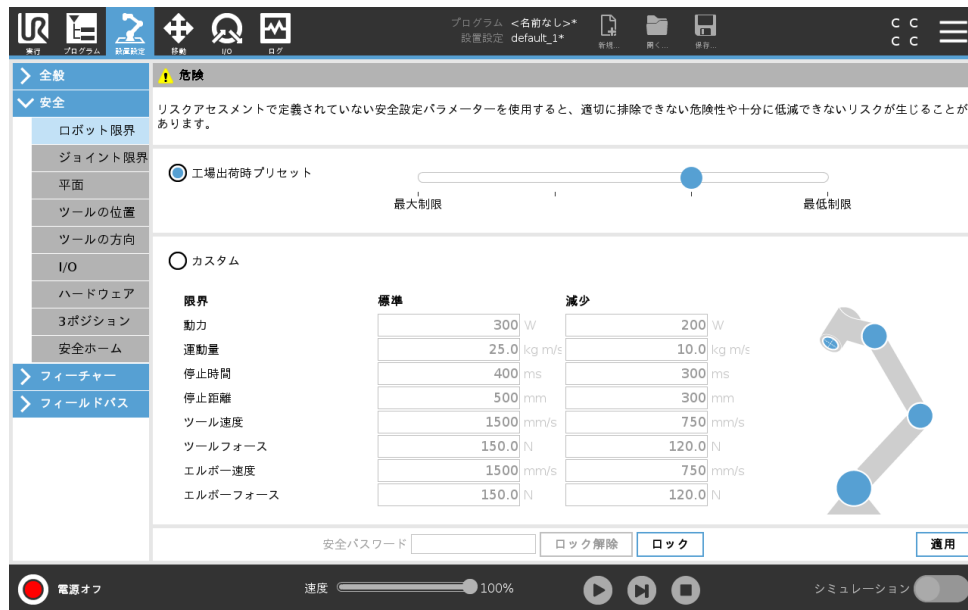 プログラム <名前なし>*
設置設定 default_1*
実行 プログラム 設置設定 移動 I/O ログ 新規... 開く... 保存...
C C
C C
全般
安全
ロボット限界
ジョイント限界
平面
ツールの位置
ツールの方向
I/O
ハードウェア
3ポジション
安全ホーム
フィーチャー
フィールドバス
危険
リスクアセスメントで定義されていない安全設定パラメーターを使用すると、適切に排除できない危険性や十分に低減できないリスクが生じることが
あります。
工場出荷時プリセット
最大制限 最低制限
カスタム
限界 標準 減少
動力 300 W 200 W
運動量 25.0 kg m/s 10.0 kg m/s
停止時間 400 ms 300 ms
停止距離 500 mm 300 mm
ツール速度 1500 mm/s 750 mm/s
ツールフォース 150.0 N 120.0 N
エルボー速度 1500 mm/s 750 mm/s
エルボーフォース 150.0 N 120.0 N
安全パスワード ロック解除 ロック 適用
電源オフ 速度 100% シミュレーション